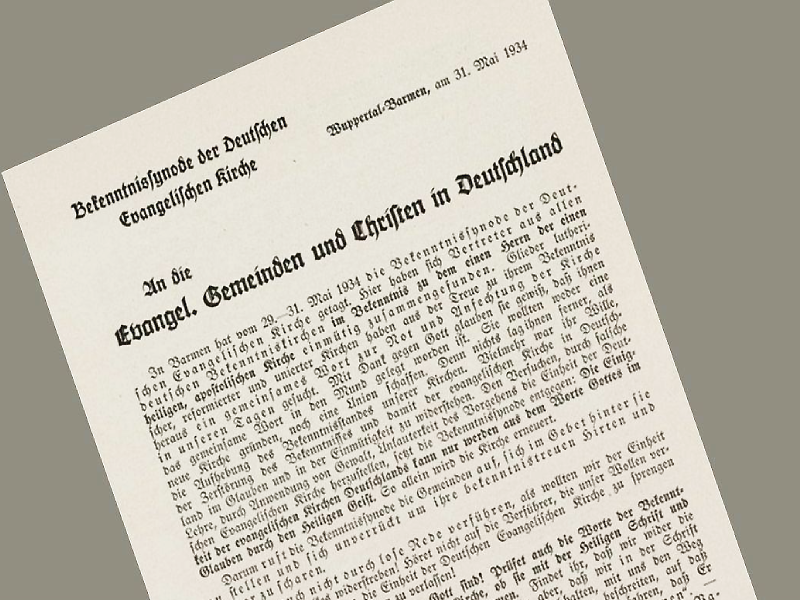 Bekenntnissynode der Deutschen
Evangelischen Kirche
Wuppertal-Barmen, am 31. Mai 1934
An die
Evangel. Gemeinden und Christen in Deutschland
In Barmen hat vom 29.—31. Mai 1934 die Bekenntnissynode der Deut-
schen Evangelischen Kirche getagt. Hier haben sich Vertreter aus allen
deutschen Bekenntniskirchen im Bekenntnis zu dem einen Herrn der einen
heiligen, apostolischen Kirche einmütig zusammengefunden. Glieder lutheri-
scher, reformierter und unierter Kirchen haben aus der Treue zu ihrem Bekenntnis
heraus ein gemeinsames Wort zur Not und Anfechtung der Kirche
in unseren Tagen gesucht. Mit Dank gegen Gott glauben sie gewiß, daß ihnen
das gemeinsame Wort in den Mund gelegt worden ist. Sie wollten weder eine
neue Kirche gründen, noch eine Union schaffen. Denn nichts lag ihnen ferner, als
die Aufhebung des Bekenntnisstandes unserer Kirchen. Vielmehr war ihr Wille,
der Zerstörung des Bekenntnisses und damit der evangelischen Kirche in Deutsch-
land im Glauben und in der Einmütigkeit zu widerstehen. Den Versuchen, durch falsche
Lehre, durch Anwendung von Gewalt, Unlauterkeit des Vorgehens die Einheit der Deut-
schen Evangelischen Kirche herzustellen, setzt die Bekenntnissynode entgegen: Die Einig-
keit der evangelischen Kirchen Deutschlands kann nur werden aus dem Worte Gottes im
Glauben durch den Heiligen Geist. So allein wird die Kirche erneuert.
Darum ruft die Bekenntnissynode die Gemeinden auf, sich im Gebet hinter sie
stellen und sich unverrückt um ihre bekenntnistreuen Hirten und
zu scharen.
nicht durch lose Rede verführen, als wollten wir der Einheit
widerstreben! Höret nicht auf die Verführer, die unser Wollen ver-
die Einheit der Deutschen Evangelischen Kirche zu sprengen
zu verlassen!
Gott sind! Prüfet auch die Worte der Bekennt-
ob sie mit der Heiligen Schrift und
Findet ihr, daß wir wider die
aber, daß wir in der Schrift
mit uns den Weg
beschreiten, auf daß
Er